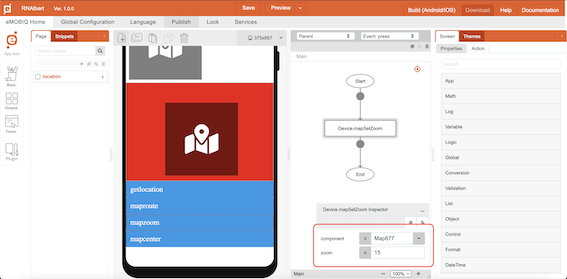 RNAlbert Ver. 1.0.0 Save Preview Build (Android/iOS) Download Help Documentation
eMOBIQ Global Configuration Language Publish Lock Services
Page Snippets
Search pages
location
App Icon
Basic
General
Forms
Plugin
375x667
getlocation
maproute
mapzoom
mapcenter
Parent Event: press
Main
Start
Device.mapSetZoom
End
Device.mapSetZoom Inspector
component v Map877
zoom v 15
Main 100%
Screen Themes
Properties Action
Search
App
Math
Log
Variable
Logic
Global
Conversion
Validation
List
Object
Control
Format
DateTime